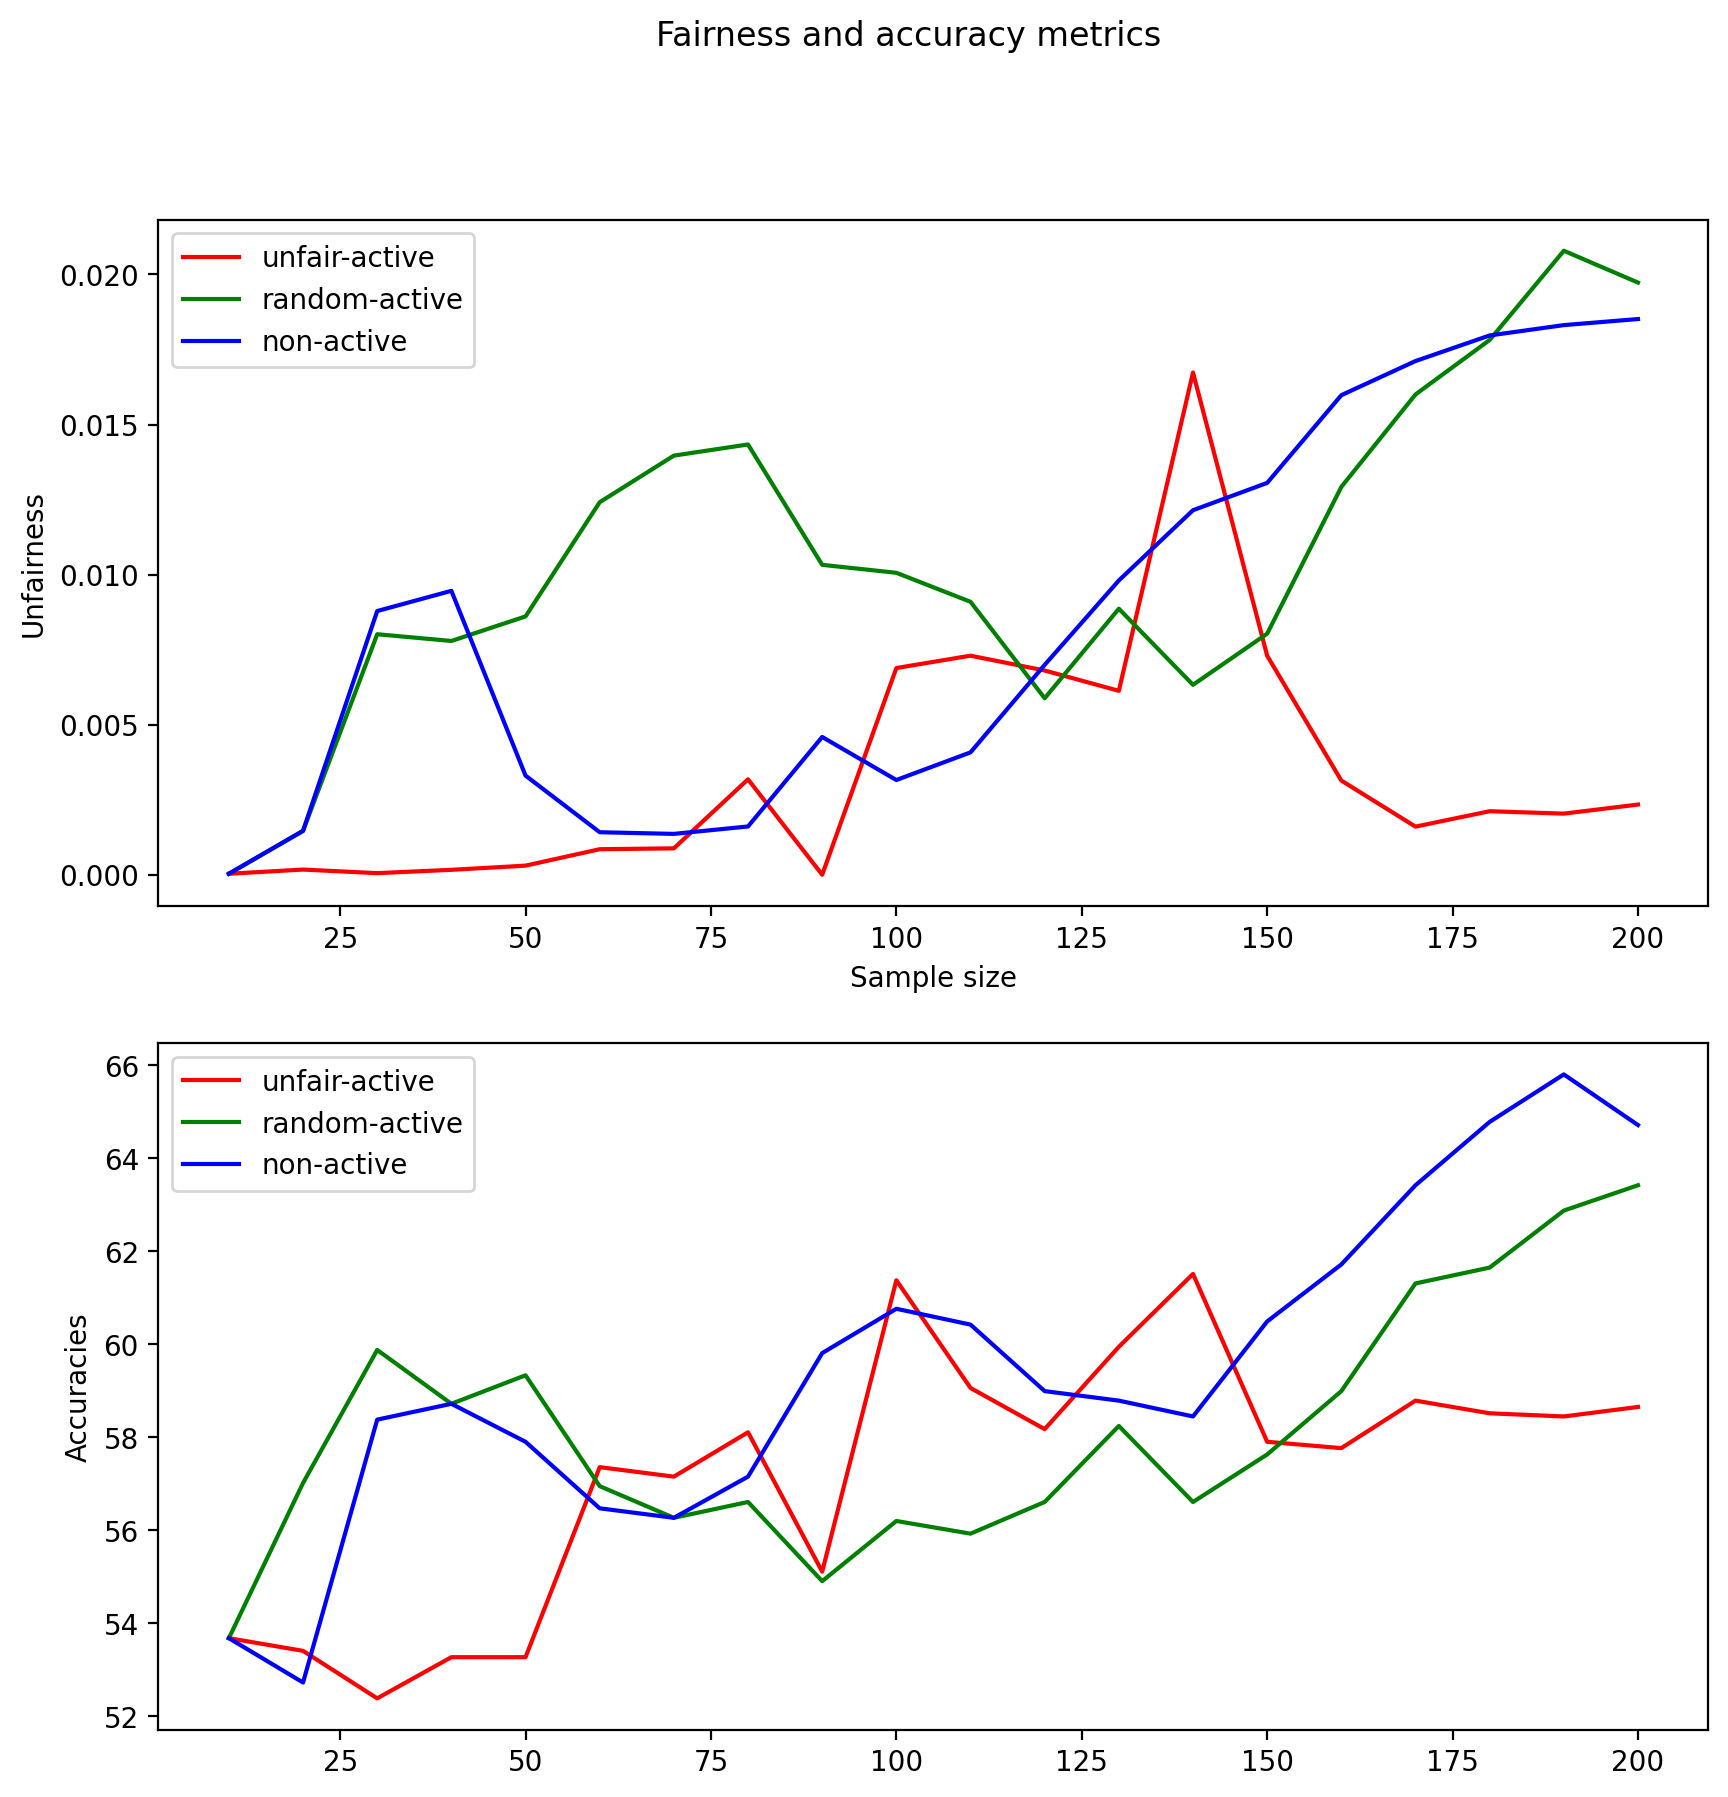 Fairness and accuracy metrics
unfair-active
random-active
non-active
0.020
0.015
0.010
0.005
0.000
Unfairness
25 50 75 100 125 150 175 200
Sample size
unfair-active
random-active
non-active
66
64
62
60
58
56
54
52
Accuracies
25 50 75 100 125 150 175 200